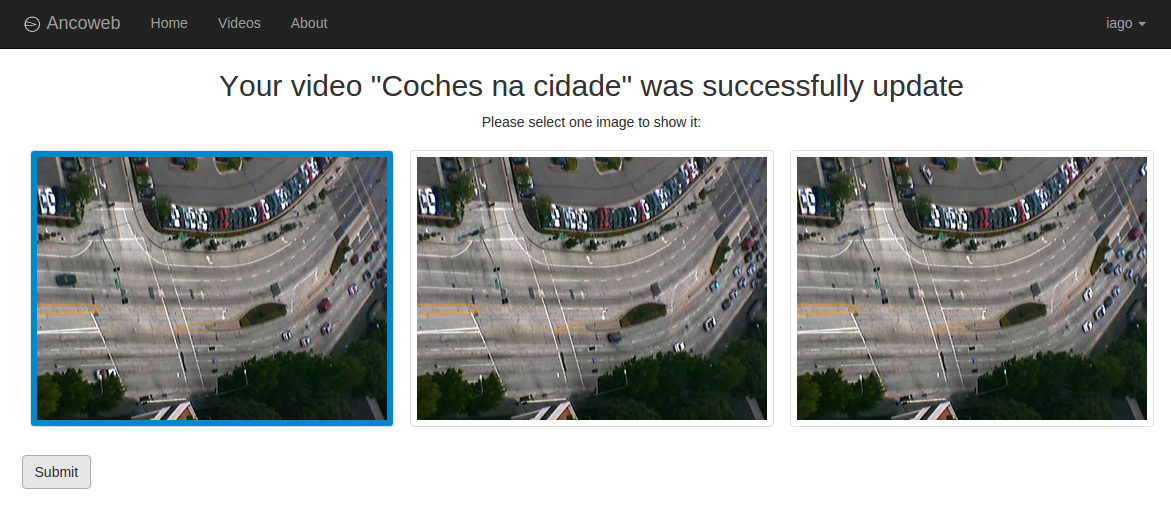 Ancoweb Home Videos About iago
Your video "Coches na cidade" was successfully update
Please select one image to show it:
Submit